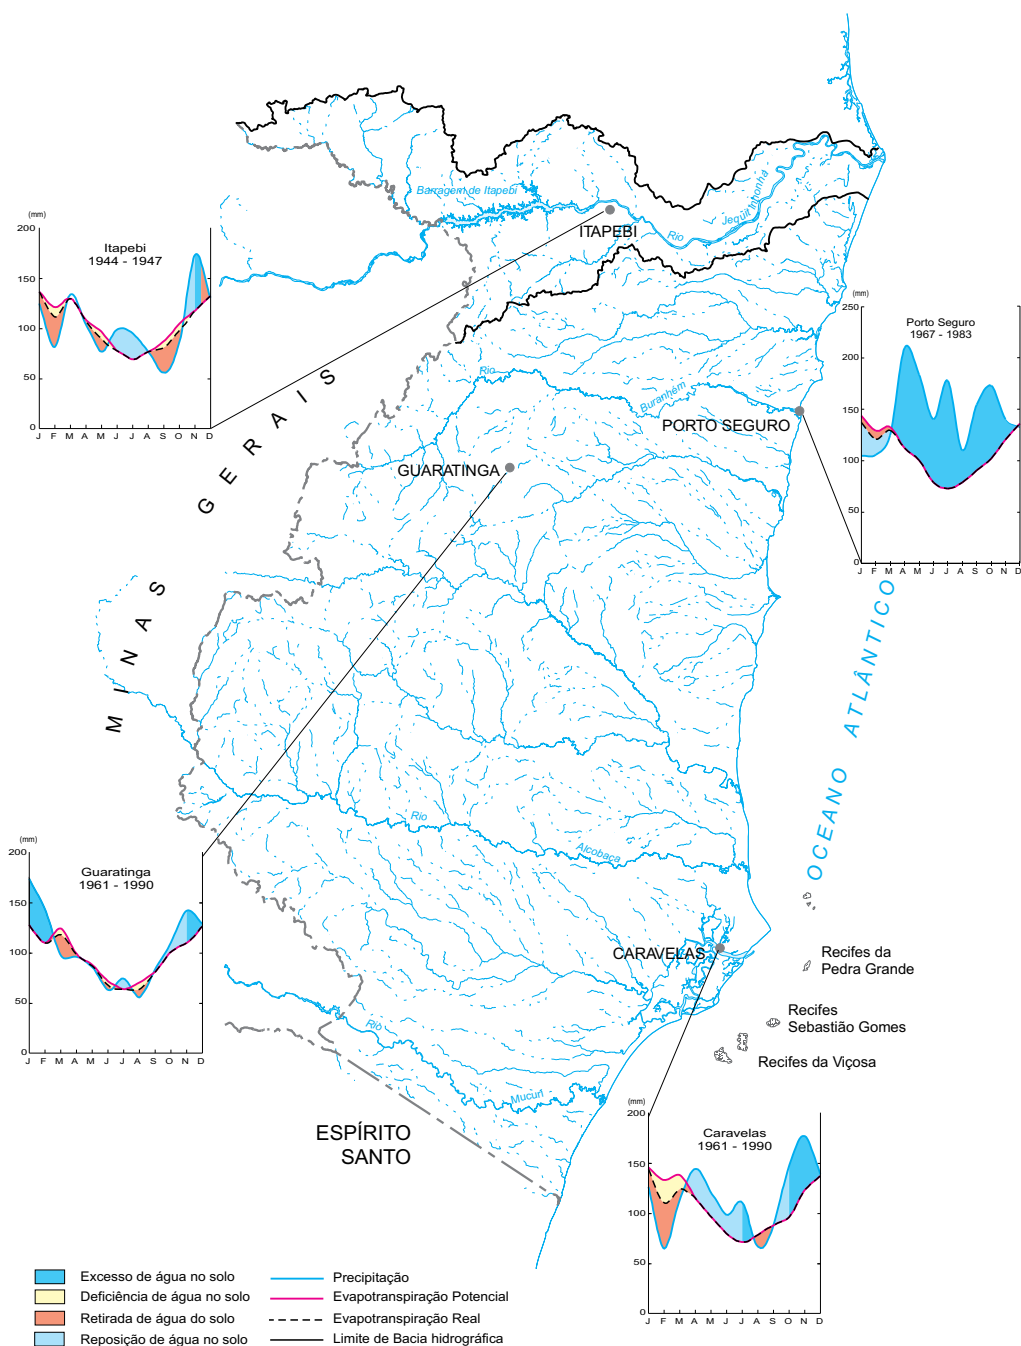 Barragem de Itapebi
ITAPEBI
Rio
Jequitinhonha
(mm)
200
150
100
50
0
Itapebi
1944 - 1947
J F M A M J J A S O N D
MINAS GERAIS
Rio
Buranhém
PORTO SEGURO
GUARATINGA
250
200
150
100
50
0
Porto Seguro
1967 - 1983
J F M A M J J A S O N D
OCEANO ATLÂNTICO
(mm)
200
150
100
50
0
Guaratinga
1961 - 1990
J F M A M J J A S O N D
Rio
Alcobaça
CARAVELAS
Recifes da
Pedra Grande
Recifes
Sebastião Gomes
Recifes da Viçosa
Rio
Mucuri
ESPÍRITO
SANTO
(mm)
200
150
100
50
0
Caravelas
1961 - 1990
J F M A M J J A S O N D
Excesso de água no solo
Deficiência de água no solo
Retirada de água do solo
Reposição de água no solo
Precipitação
Evapotranspiração Potencial
Evapotranspiração Real
Limite de Bacia hidrográfica